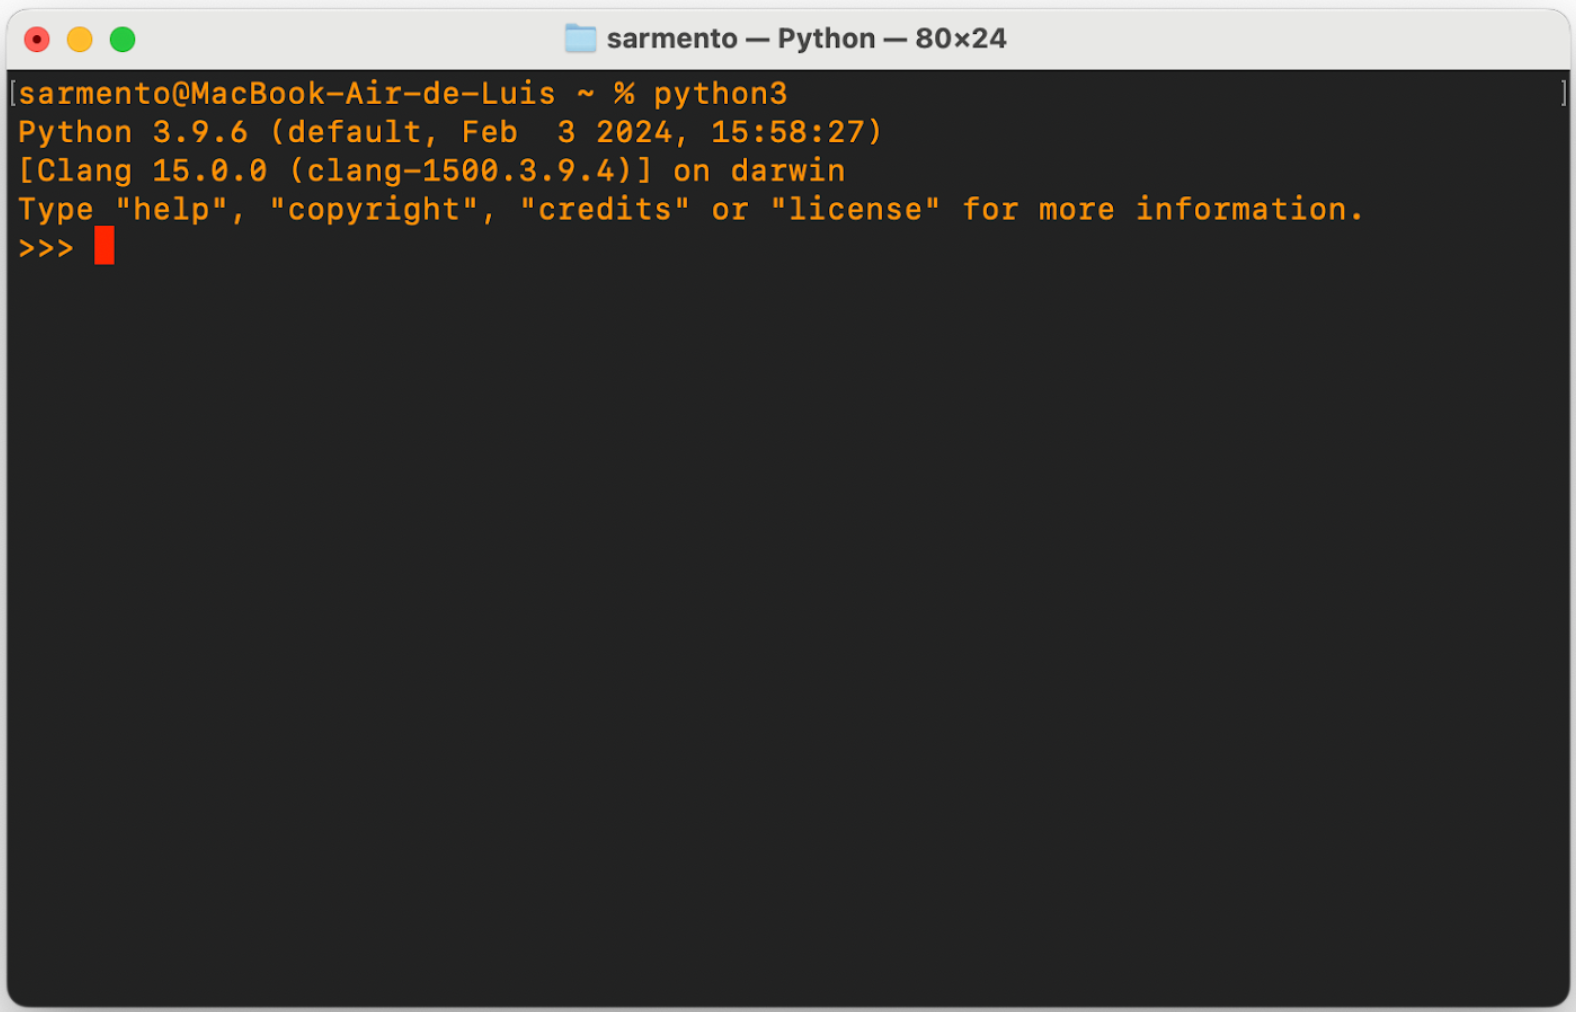 sarmento — Python — 80×24
[sarmento@MacBook-Air-de-Luis ~ % python3 ]
Python 3.9.6 (default, Feb  3 2024, 15:58:27)
[Clang 15.0.0 (clang-1500.3.9.4)] on darwin
Type "help", "copyright", "credits" or "license" for more information.
>>>